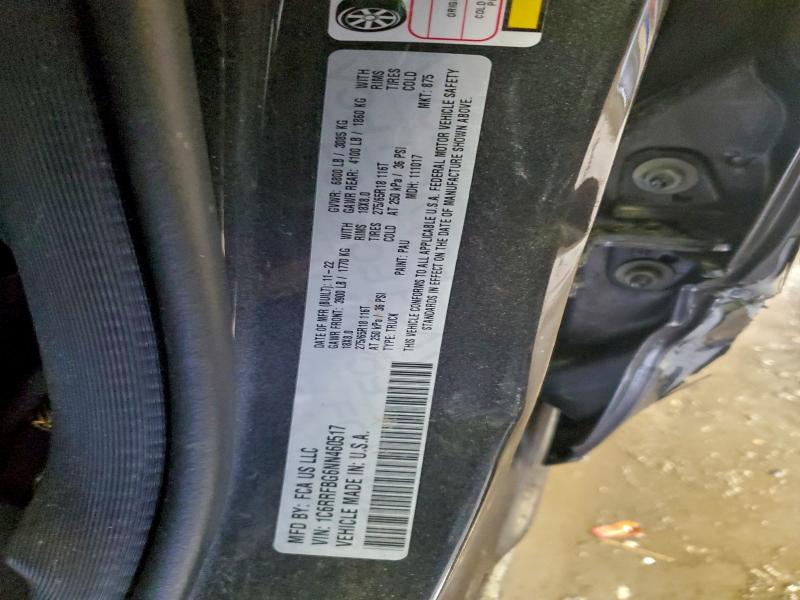 ORIG
COLD
MFD BY: FCA US LLC
VIN: 1C6RRFBG6NN460517
VEHICLE MADE IN: U.S.A.
DATE OF MFR (BUILT): 11-22
GAWR FRONT: 3900 LB / 1770 KG WITH
18X8.0 RIMS
275/65R18 116T TIRES
AT 250 kPa / 36 PSI COLD
TYPE: TRUCK
GVWR: 6800 LB / 3085 KG
GAWR REAR: 4100 LB / 1860 KG WITH
18X8.0 RIMS
275/65R18 116T TIRES
AT 250 kPa / 36 PSI COLD
PAINT: PAU MDH: 111017 MKT: 875
THIS VEHICLE CONFORMS TO ALL APPLICABLE U.S.A. FEDERAL MOTOR VEHICLE SAFETY
STANDARDS IN EFFECT ON THE DATE OF MANUFACTURE SHOWN ABOVE.